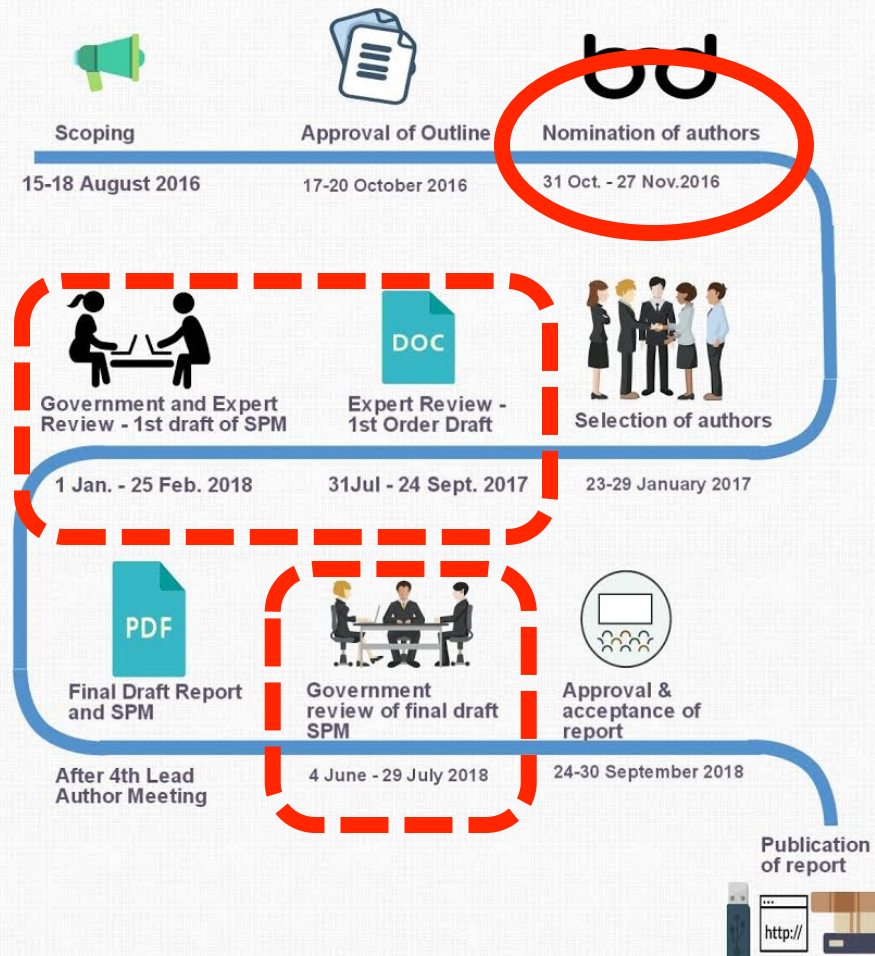 Scoping
Approval of Outline
Nomination of authors
15-18 August 2016
17-20 October 2016
31 Oct. - 27 Nov.2016
DOC
Government and Expert
Review - 1st draft of SPM
Expert Review -
1st Order Draft
Selection of authors
1 Jan. - 25 Feb. 2018
31Jul - 24 Sept. 2017
23-29 January 2017
PDF
Final Draft Report
and SPM
Government
review of final draft
SPM
Approval &
acceptance of
report
After 4th Lead
Author Meeting
4 June - 29 July 2018
24-30 September 2018
Publication
of report
http://